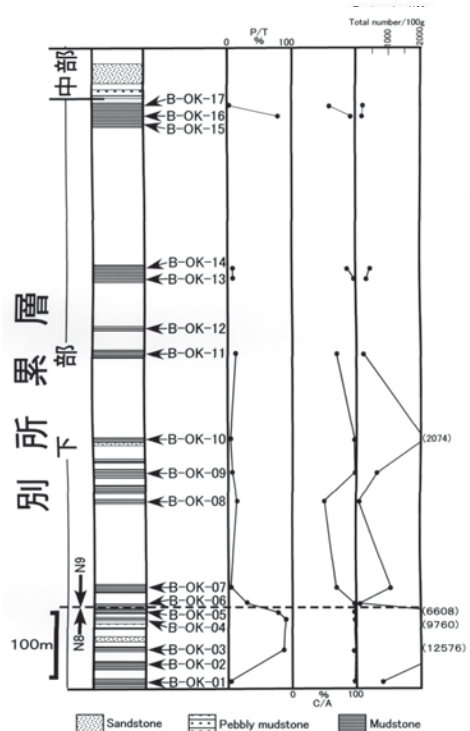 P/T
%
0 100
Total number/100g
1000 2000
中部
B-OK-17
B-OK-16
B-OK-15
B-OK-14
B-OK-13
B-OK-12
B-OK-11
B-OK-10
(2074)
B-OK-09
B-OK-08
B-OK-07
B-OK-06
B-OK-05
(6608)
B-OK-04
(9760)
B-OK-03
(12576)
B-OK-02
B-OK-01
別所累層
下部
N9
N8
100m
0 % 100
C/A
Sandstone
Pebbly mudstone
Mudstone